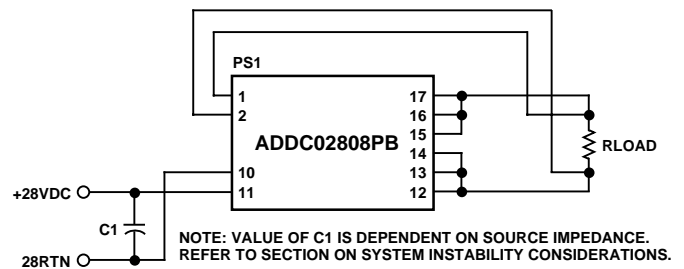 PS1
1
2
10
11
ADDC02808PB
17
16
15
14
13
12
RLOAD
+28VDC
C1
28RTN
NOTE: VALUE OF C1 IS DEPENDENT ON SOURCE IMPEDANCE.
REFER TO SECTION ON SYSTEM INSTABILITY CONSIDERATIONS.